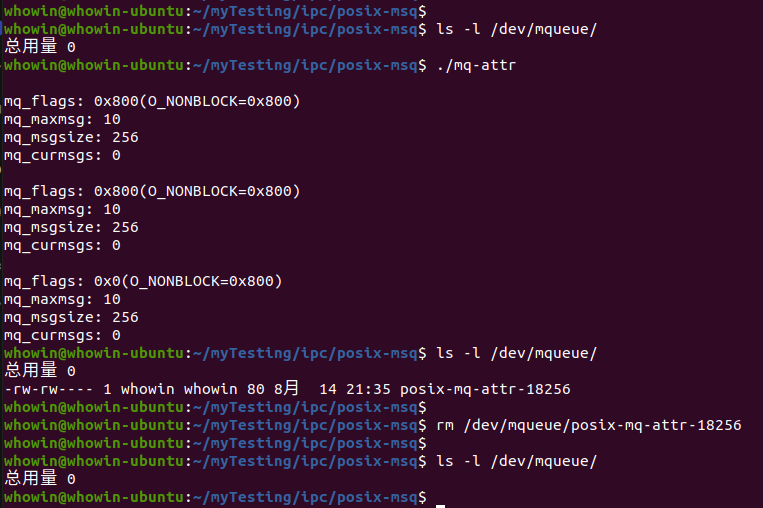 whowin@whowin-ubuntu:~/myTesting/ipc/posix-msq$
whowin@whowin-ubuntu:~/myTesting/ipc/posix-msq$ ls -l /dev/mqueue/
总用量 0
whowin@whowin-ubuntu:~/myTesting/ipc/posix-msq$ ./mq-attr

mq_flags: 0x800(O_NONBLOCK=0x800)
mq_maxmsg: 10
mq_msgsize: 256
mq_curmsgs: 0

mq_flags: 0x800(O_NONBLOCK=0x800)
mq_maxmsg: 10
mq_msgsize: 256
mq_curmsgs: 0

mq_flags: 0x0(O_NONBLOCK=0x800)
mq_maxmsg: 10
mq_msgsize: 256
mq_curmsgs: 0
whowin@whowin-ubuntu:~/myTesting/ipc/posix-msq$ ls -l /dev/mqueue/
总用量 0
-rw-rw---- 1 whowin whowin 80 8月  14 21:35 posix-mq-attr-18256
whowin@whowin-ubuntu:~/myTesting/ipc/posix-msq$
whowin@whowin-ubuntu:~/myTesting/ipc/posix-msq$ rm /dev/mqueue/posix-mq-attr-18256
whowin@whowin-ubuntu:~/myTesting/ipc/posix-msq$
whowin@whowin-ubuntu:~/myTesting/ipc/posix-msq$ ls -l /dev/mqueue/
总用量 0
whowin@whowin-ubuntu:~/myTesting/ipc/posix-msq$